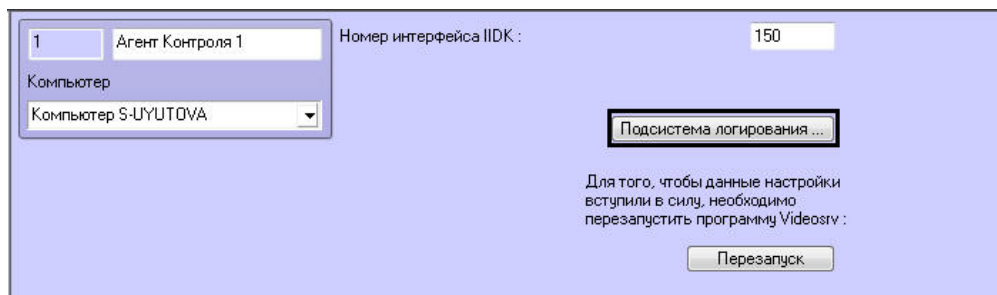 1
Агент Контроля 1
Номер интерфейса IIDK :
150
Компьютер
Компьютер S-UYUTOVA
Подсистема логирования ...
Для того, чтобы данные настройки
вступили в силу, необходимо
перезапустить программу Videosrv :
Перезапуск